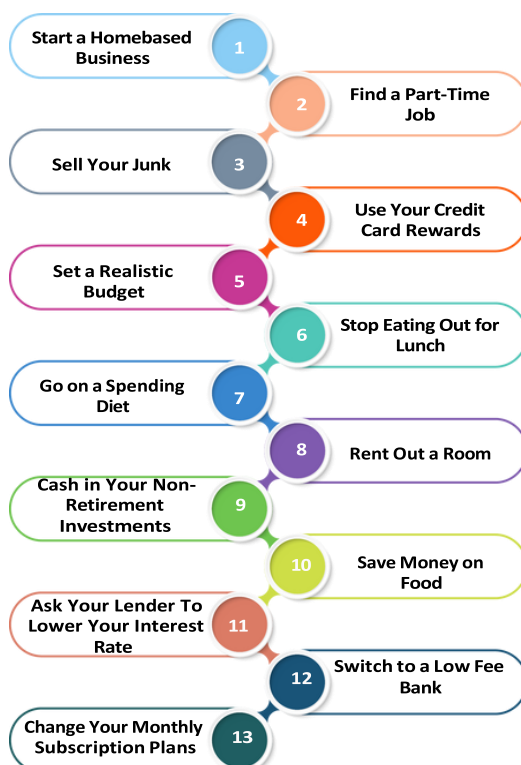 Start a Homebased
Business
1
2
Find a Part-Time
Job
Sell Your Junk
3
4
Use Your Credit
Card Rewards
Set a Realistic
Budget
5
6
Stop Eating Out for
Lunch
Go on a Spending
Diet
7
8
Rent Out a Room
Cash in Your Non-
Retirement
Investments
9
10
Save Money on
Food
Ask Your Lender To
Lower Your Interest
Rate
11
12
Switch to a Low Fee
Bank
Change Your Monthly
Subscription Plans
13